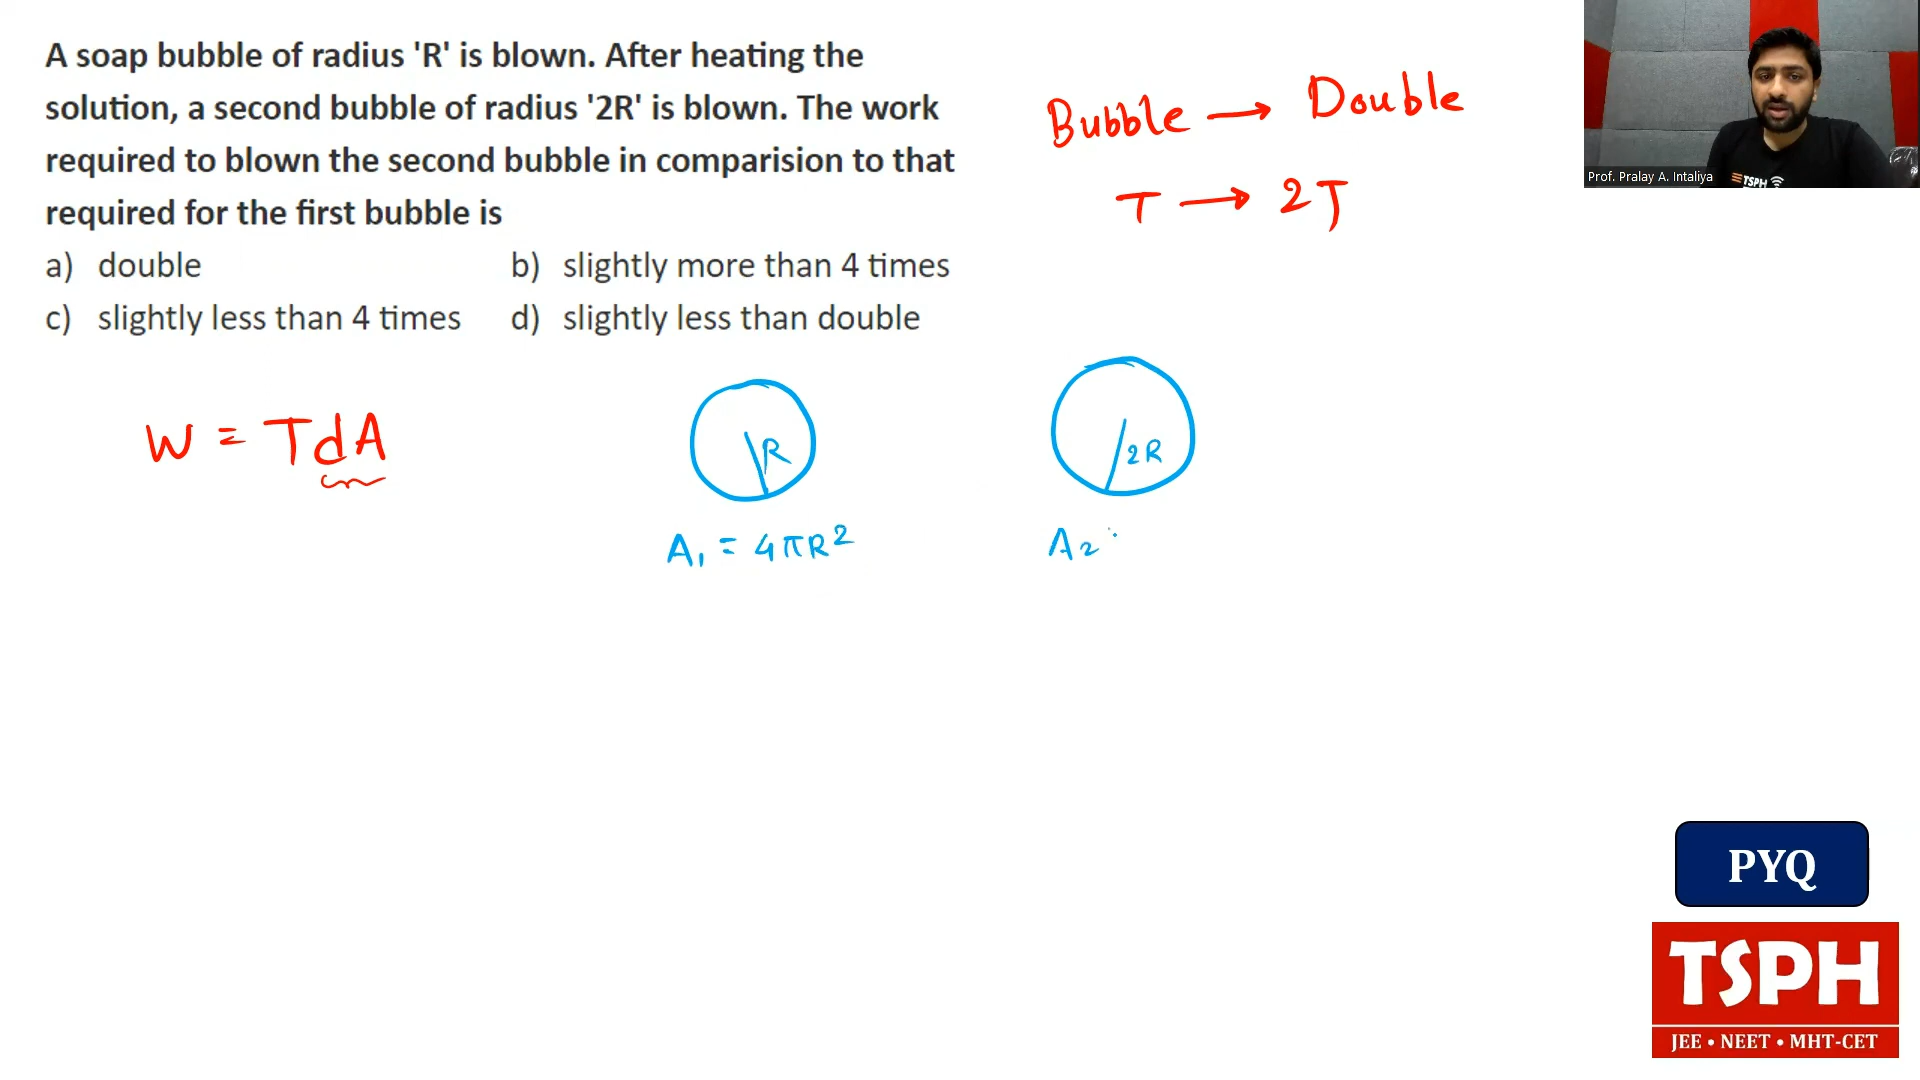 A soap bubble of radius 'R' is blown. After heating the
solution, a second bubble of radius '2R' is blown. The work
required to blown the second bubble in comparision to that
required for the first bubble is
a) double
b) slightly more than 4 times
c) slightly less than 4 times
d) slightly less than double
Bubble → Double
T → 2T
W = TdA
R
2R
A₁ = 4πR²
A₂
Prof. Pralay A. Intaliya
TSPH
PYQ
TSPH
JEE • NEET • MHT-CET